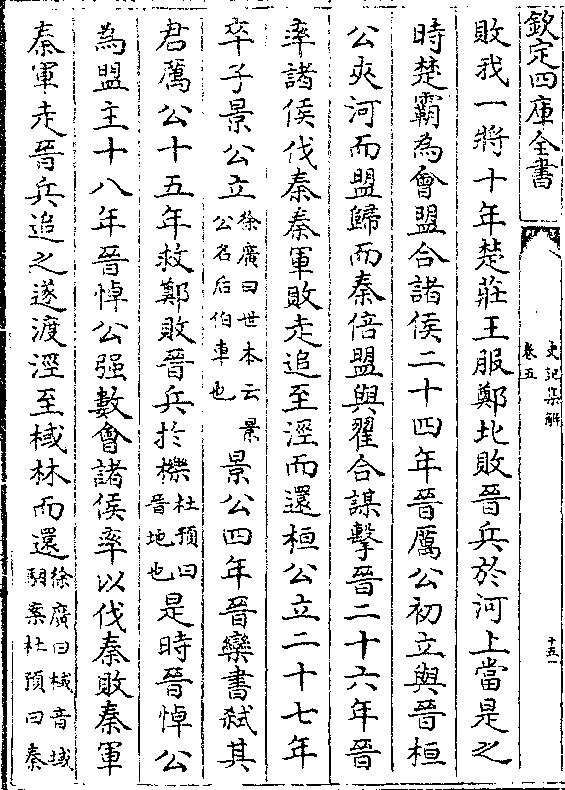 欽定四庫全書
史記集解
卷五
十五
敗我一將十年楚莊王服鄭北敗晉兵於河上當是之
時楚霸為會盟合諸侯二十四年晉厲公初立與晉桓
公夾河而盟歸而秦倍盟與翟合謀擊晉二十六年晉
率諸侯伐秦秦軍敗走追至涇而還桓公立二十七年
卒子景公立徐廣曰世本云景公名后伯車也景公四年晉欒書弑其
君厲公十五年救鄭敗晉兵於櫟杜預曰晉地也是時晉悼公
為盟主十八年晉悼公强數會諸侯率以伐秦敗秦軍
秦軍走晉兵追之遂渡涇至棫林而還徐廣曰棫音域駰案杜預曰秦